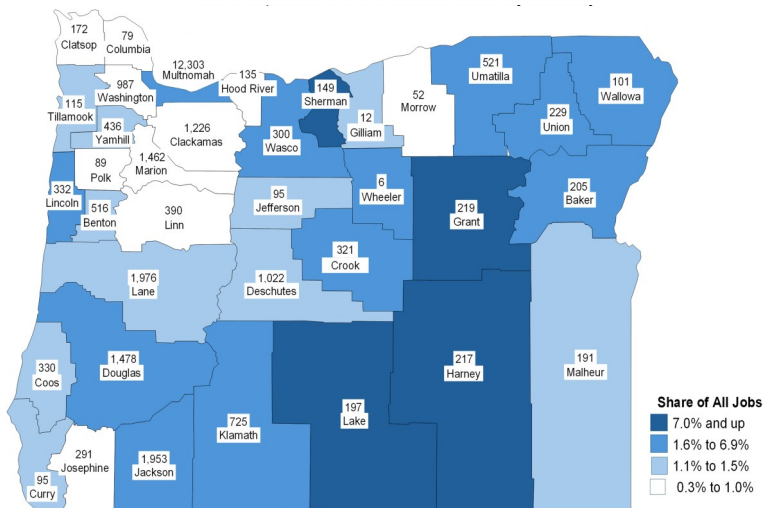 172
Clatsop
79
Columbia
12,303
Multnomah
135
Hood River
149
Sherman
521
Umatilla
101
Wallowa
987
Washington
52
Morrow
115
Tillamook
12
Gilliam
229
Union
436
Yamhill
1,226
Clackamas
300
Wasco
89
Polk
1,462
Marion
332
Lincoln
6
Wheeler
205
Baker
516
Benton
390
Linn
95
Jefferson
219
Grant
321
Crook
1,976
Lane
1,022
Deschutes
330
Coos
1,478
Douglas
217
Harney
191
Malheur
197
Lake
725
Klamath
291
Josephine
1,953
Jackson
95
Curry
Share of All Jobs
7.0% and up
1.6% to 6.9%
1.1% to 1.5%
0.3% to 1.0%